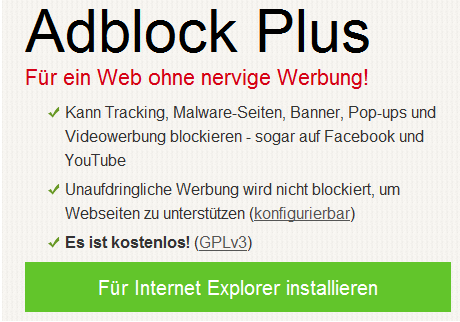 Adblock Plus
Für ein Web ohne nervige Werbung!
Kann Tracking, Malware-Seiten, Banner, Pop-ups und
Videowerbung blockieren - sogar auf Facebook und
YouTube
Unaufdringliche Werbung wird nicht blockiert, um
Webseiten zu unterstützen (konfigurierbar)
Es ist kostenlos! (GPLv3)
Für Internet Explorer installieren